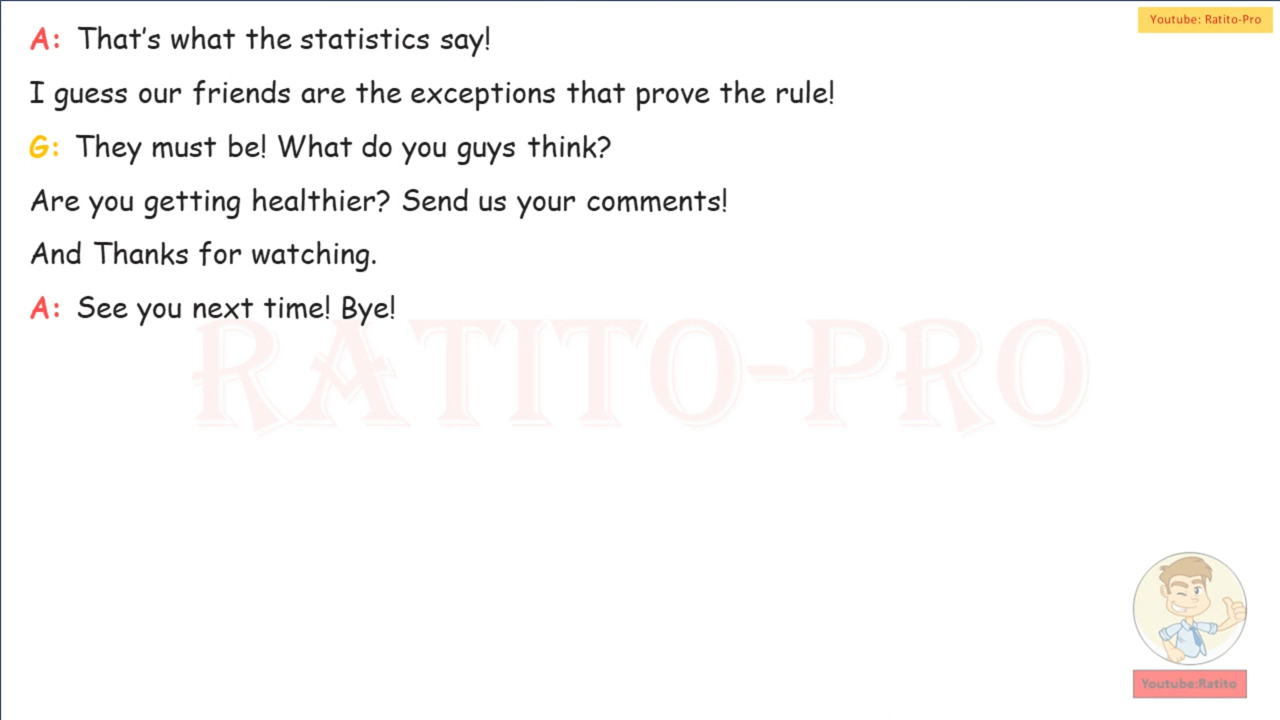 Youtube: Ratito-Pro
A: That's what the statistics say!
I guess our friends are the exceptions that prove the rule!
G: They must be! What do you guys think?
Are you getting healthier? Send us your comments!
And Thanks for watching.
A: See you next time! Bye!
RATITO-PRO
Youtube:Ratito